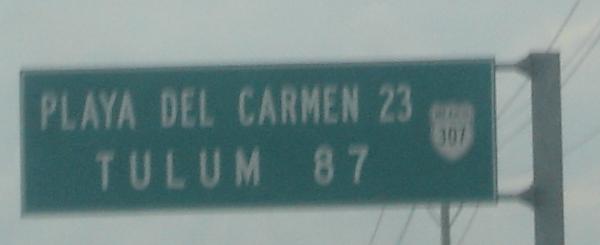 PLAYA DEL CARMEN 23
TULUM 87
MEXICO
307